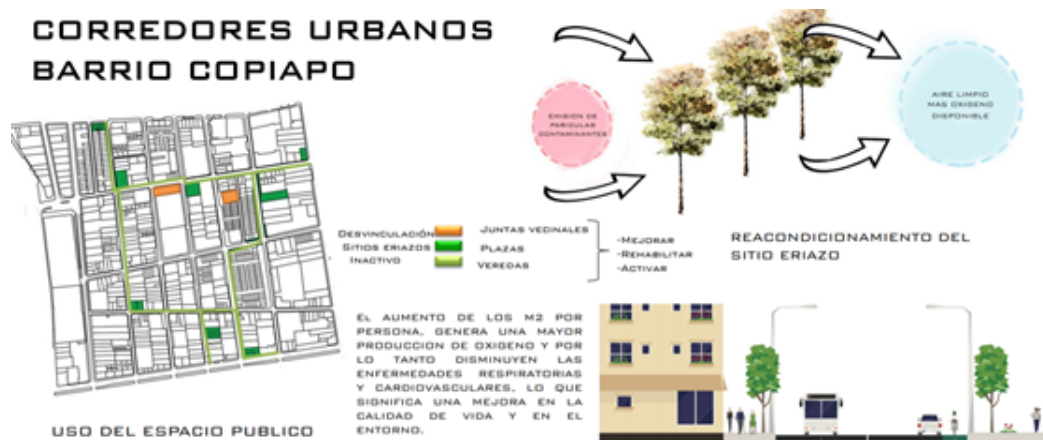 CORREDORES URBANOS
BARRIO COPIAPO
EMISION DE
PARICULAS
CONTAMINANTES
AIRE LIMPIO
MAS OXIGENO
DISPONIBLE
DESVINCULACIÓN
SITIOS ERIAZOS
INACTIVO
JUNTAS VECINALES
PLAZAS
VEREDAS
-MEJORAR
-REHABILITAR
-ACTIVAR
REACONDICIONAMIENTO DEL
SITIO ERIAZO
EL AUMENTO DE LOS M2 POR
PERSONA, GENERA UNA MAYOR
PRODUCCION DE OXIGENO Y POR
LO TANTO DISMINUYEN LAS
ENFERMEDADES RESPIRATORIAS
Y CARDIOVASCULARES, LO QUE
SIGNIFICA UNA MEJORA EN LA
CALIDAD DE VIDA Y EN EL
ENTORNO.
USO DEL ESPACIO PUBLICO